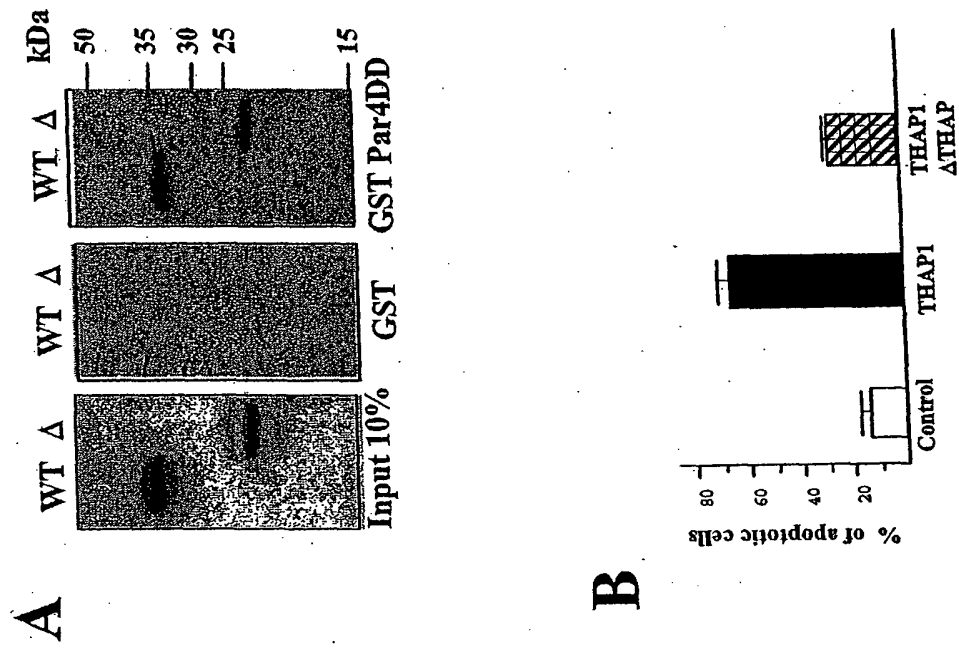 A
WT Δ
WT Δ
WT Δ
kDa
50
35
30
25
15
Input 10%
GST
GST Par4DD
B
% of apoptotic cells
80
60
40
20
Control
THAP1
THAP1
ΔTHAP